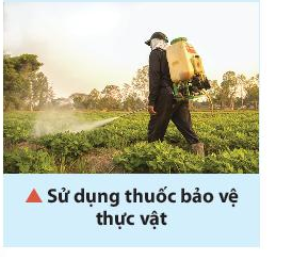 ▲ Sử dụng thuốc bảo vệ
thực vật